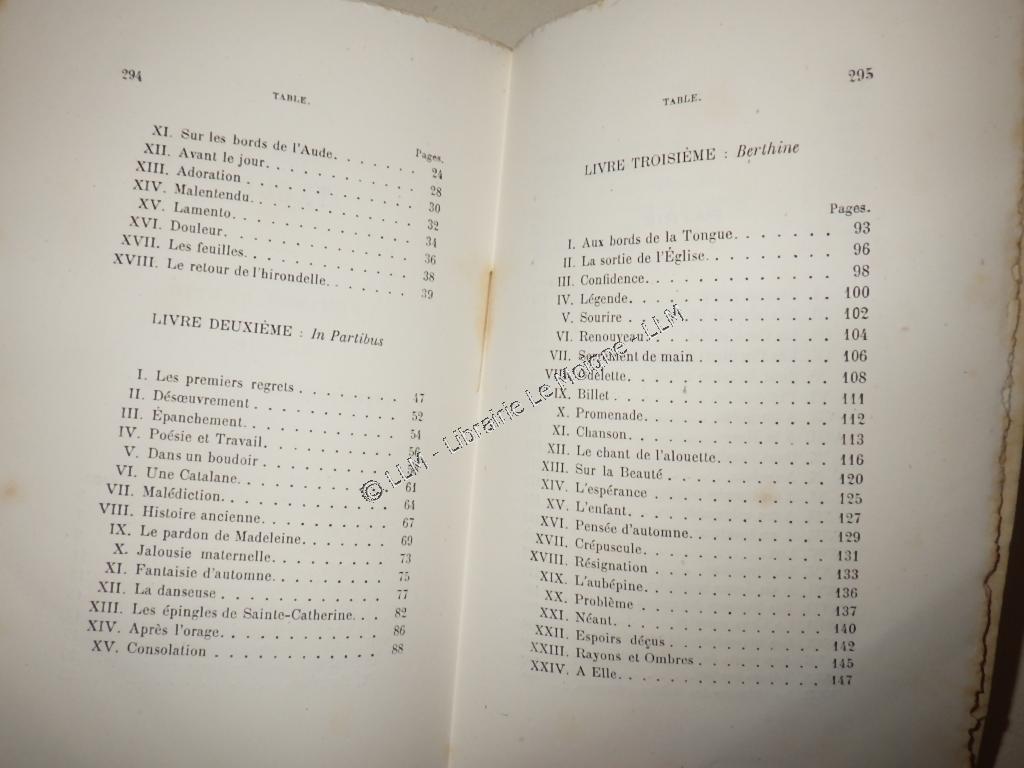 294
TABLE.
Pages.
XI. Sur les bords de l'Aude. . . . . . . 24
XII. Avant le jour. . . . . . . . . . . 28
XIII. Adoration . . . . . . . . . . . . 30
XIV. Malentendu. . . . . . . . . . . . 32
XV. Lamento. . . . . . . . . . . . . 34
XVI. Douleur. . . . . . . . . . . . . 36
XVII. Les feuilles. . . . . . . . . . . . 38
XVIII. Le retour de l'hirondelle. . . . . . . 39
LIVRE DEUXIÈME : In Partibus
I. Les premiers regrets . . . . . . . . 47
II. Désœuvrement . . . . . . . . . . 52
III. Épanchement. . . . . . . . . . . 54
IV. Poésie et Travail. . . . . . . . . . 56
V. Dans un boudoir . . . . . . . . .
VI. Une Catalane. . . . . . . . . . . 61
VII. Malédiction. . . . . . . . . . . . 64
VIII. Histoire ancienne. . . . . . . . . . 67
IX. Le pardon de Madeleine. . . . . . . 69
X. Jalousie maternelle. . . . . . . . . 73
XI. Fantaisie d'automne. . . . . . . . . 75
XII. La danseuse . . . . . . . . . . . 77
XIII. Les épingles de Sainte-Catherine. . . 82
XIV. Après l'orage. . . . . . . . . . . 86
XV. Consolation . . . . . . . . . . . 88
295
TABLE.
LIVRE TROISIÈME : Berthine
Pages.
I. Aux bords de la Tongue. . . . . . . 93
II. La sortie de l'Église. . . . . . . . . 96
III. Confidence. . . . . . . . . . . . 98
IV. Légende. . . . . . . . . . . . . 100
V. Sourire . . . . . . . . . . . . . 102
VI. Renouveau. . . . . . . . . . . . 104
VII. Serrement de main . . . . . . . . 106
VIII. Odelette. . . . . . . . . . . . . 108
IX. Billet . . . . . . . . . . . . . . 111
X. Promenade. . . . . . . . . . . . 112
XI. Chanson. . . . . . . . . . . . . 113
XII. Le chant de l'alouette. . . . . . . . 116
XIII. Sur la Beauté . . . . . . . . . . . 120
XIV. L'espérance . . . . . . . . . . . 125
XV. L'enfant. . . . . . . . . . . . . 127
XVI. Pensée d'automne. . . . . . . . . . 129
XVII. Crépuscule. . . . . . . . . . . . 131
XVIII. Résignation . . . . . . . . . . . 133
XIX. L'aubépine. . . . . . . . . . . . 136
XX. Problème . . . . . . . . . . . . 137
XXI. Néant. . . . . . . . . . . . . . 140
XXII. Espoirs déçus . . . . . . . . . . . 142
XXIII. Rayons et Ombres . . . . . . . . . 145
XXIV. A Elle. . . . . . . . . . . . . . 147
© LLM - Librairie Le Moigne - LLM